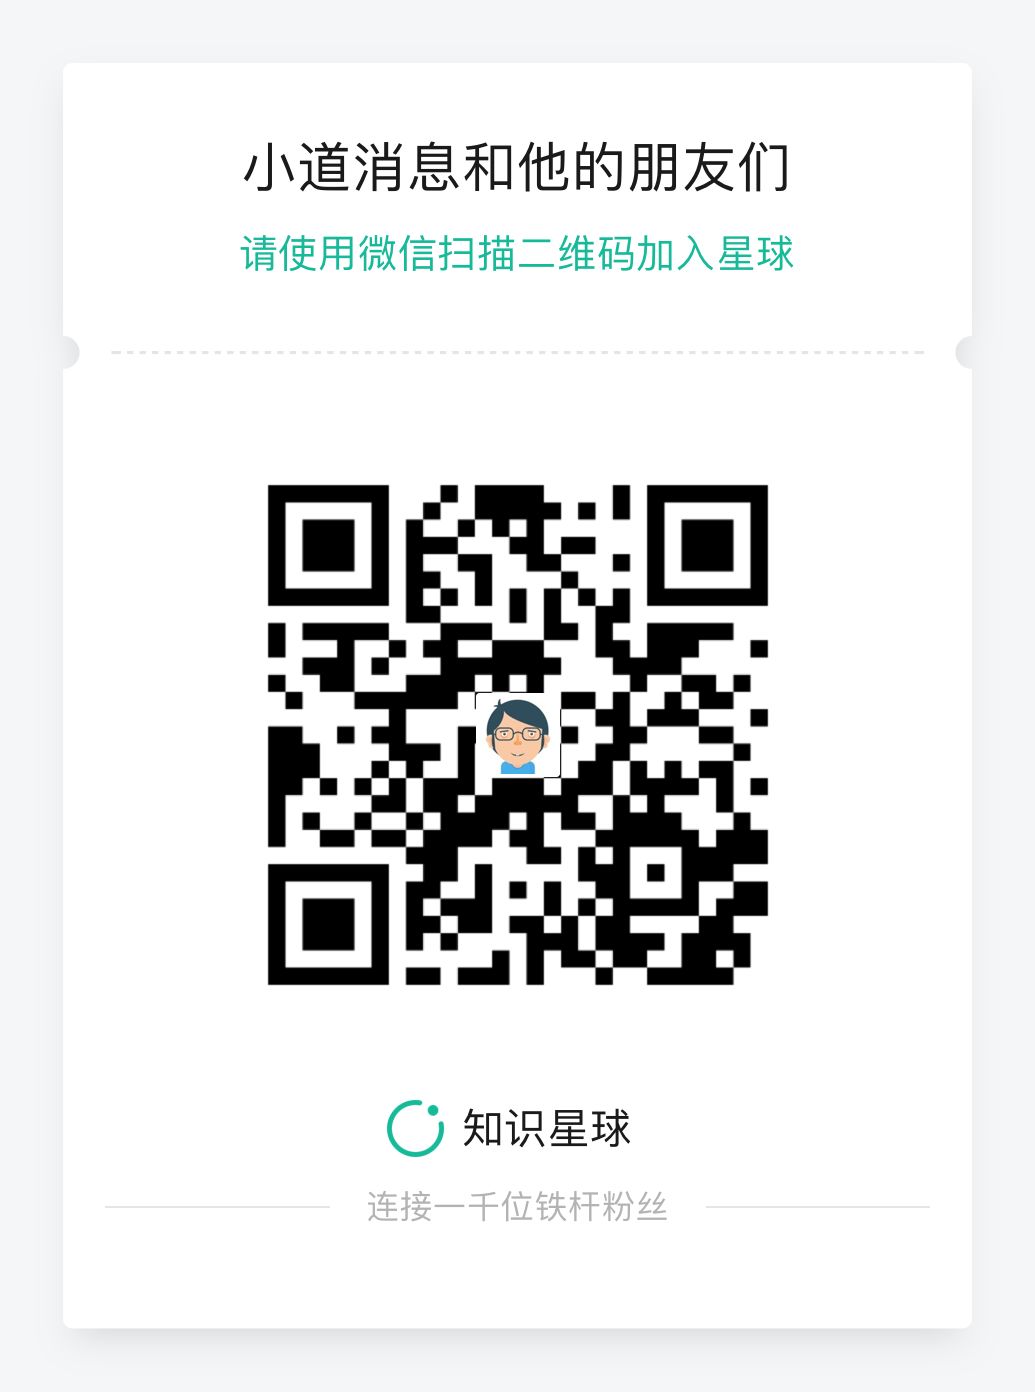 小道消息和他的朋友们
请使用微信扫描二维码加入星球
知识星球
连接一千位铁杆粉丝